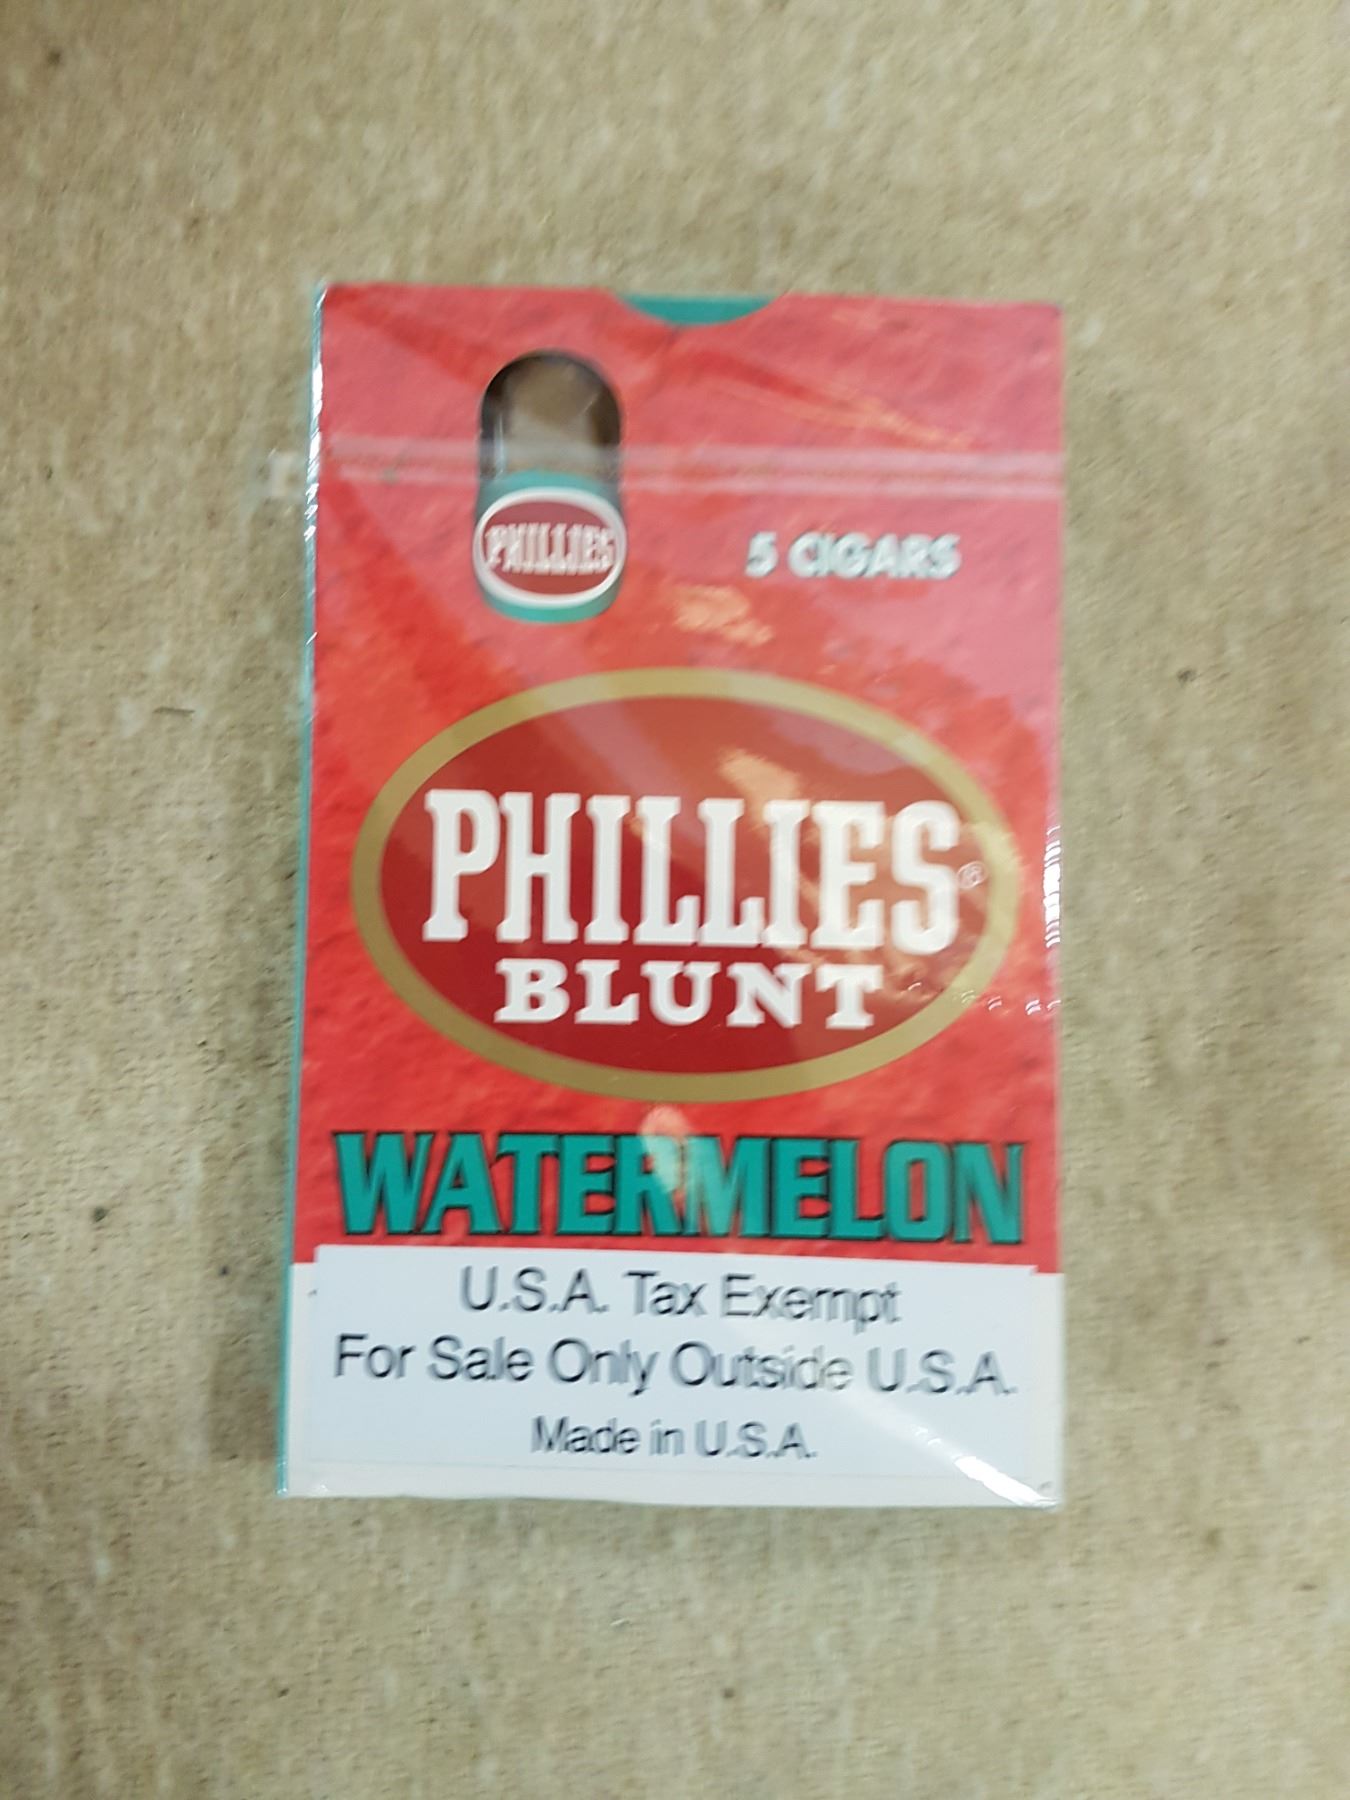 PHILLIES
5 CIGARS
PHILLIES®
BLUNT
WATERMELON
U.S.A. Tax Exempt
For Sale Only Outside U.S.A.
Made in U.S.A.